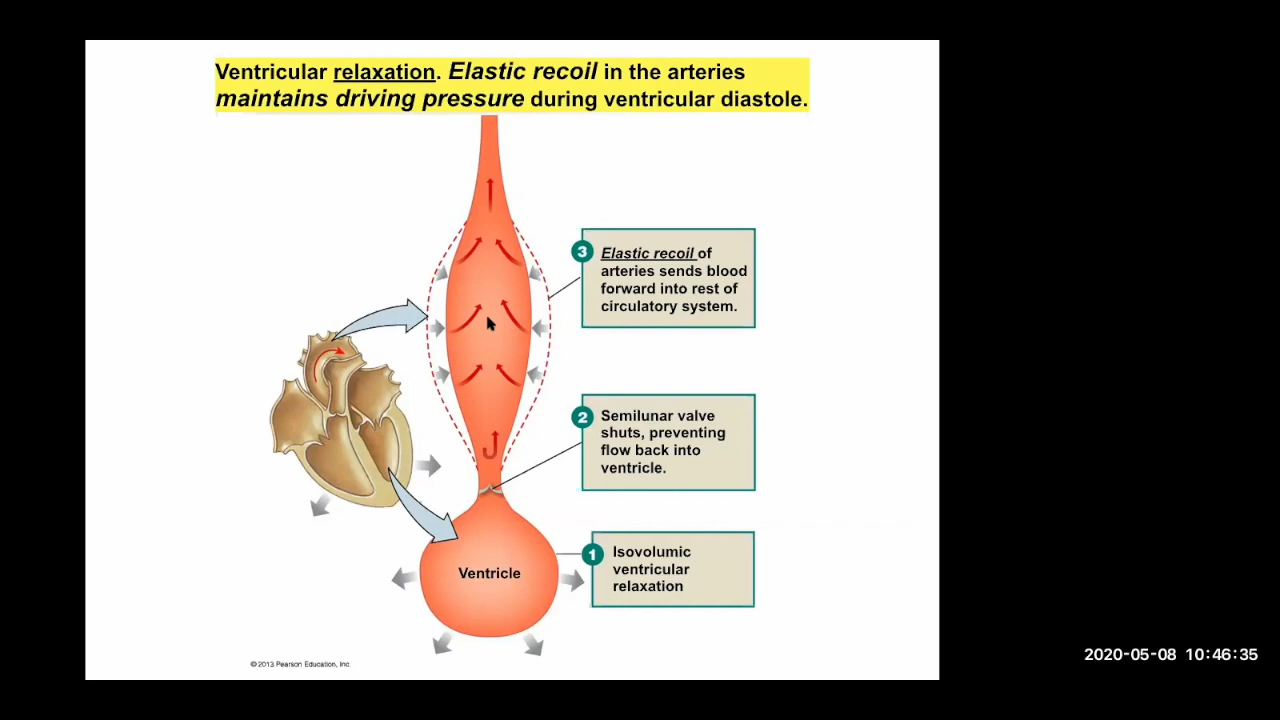 Ventricular relaxation. Elastic recoil in the arteries
maintains driving pressure during ventricular diastole.
3
Elastic recoil of
arteries sends blood
forward into rest of
circulatory system.
2
Semilunar valve
shuts, preventing
flow back into
ventricle.
1
Isovolumic
ventricular
relaxation
Ventricle
© 2013 Pearson Education, Inc.
2020-05-08 10:46:35